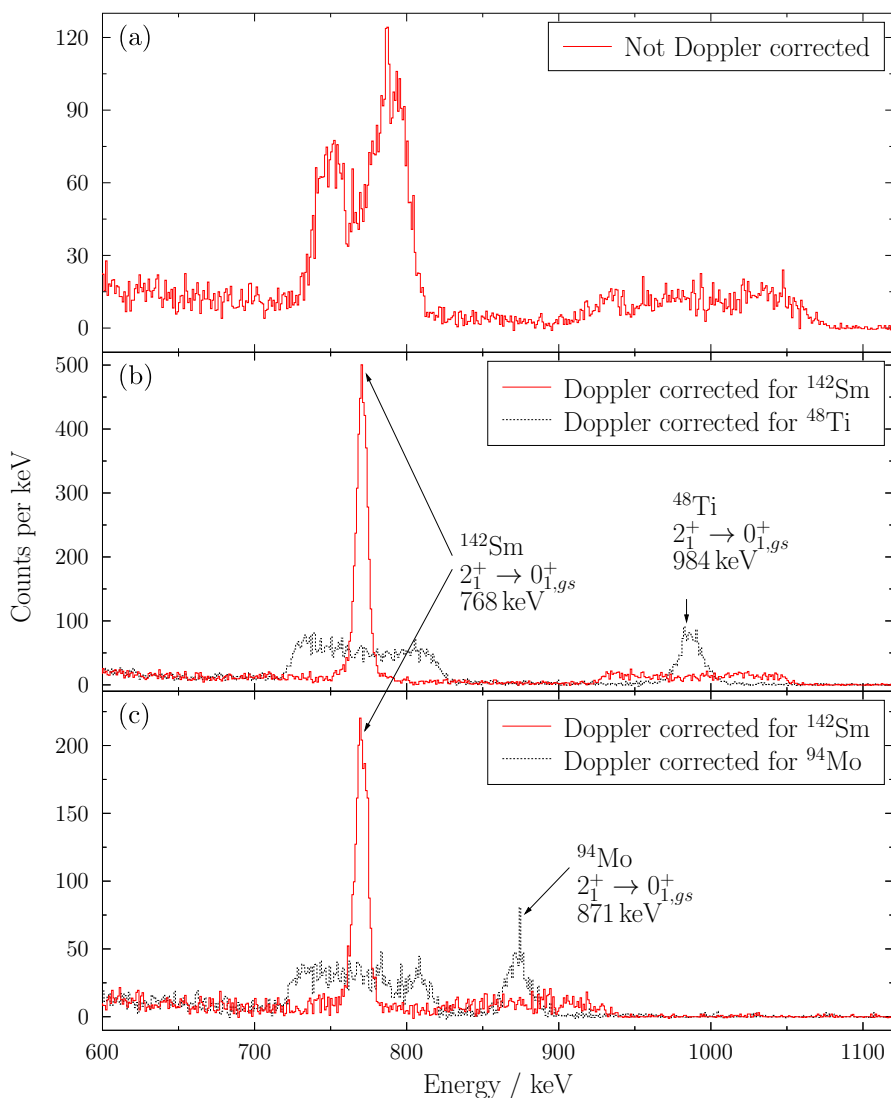 (a)
Not Doppler corrected
120
90
60
30
0
(b)
Doppler corrected for ¹⁴²Sm
Doppler corrected for ⁴⁸Ti
500
400
300
200
100
0
Counts per keV
¹⁴²Sm
2₁⁺ → 0⁺₁,gs
768 keV
⁴⁸Ti
2₁⁺ → 0⁺₁,gs
984 keV
(c)
Doppler corrected for ¹⁴²Sm
Doppler corrected for ⁹⁴Mo
200
150
100
50
0
⁹⁴Mo
2₁⁺ → 0⁺₁,gs
871 keV
600 700 800 900 1000 1100
Energy / keV